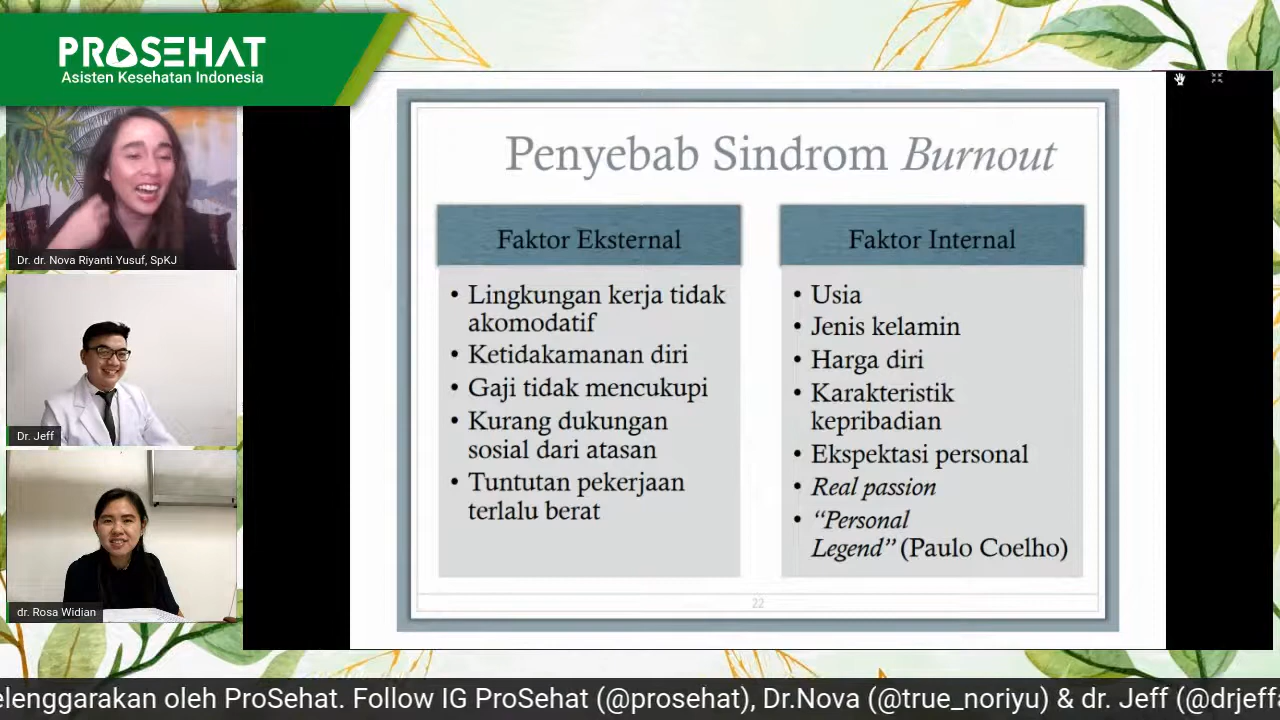 PROSEHAT
Asisten Kesehatan Indonesia
Dr. dr. Nova Riyanti Yusuf, SpKJ
Dr. Jeff
dr. Rosa Widian
Penyebab Sindrom Burnout
Faktor Eksternal
• Lingkungan kerja tidak
akomodatif
• Ketidakamanan diri
• Gaji tidak mencukupi
• Kurang dukungan
sosial dari atasan
• Tuntutan pekerjaan
terlalu berat
Faktor Internal
• Usia
• Jenis kelamin
• Harga diri
• Karakteristik
kepribadian
• Ekspektasi personal
• Real passion
• “Personal
Legend” (Paulo Coelho)
22
elenggarakan oleh ProSehat. Follow IG ProSehat (@prosehat), Dr.Nova (@true_noriyu) & dr. Jeff (@drjeff